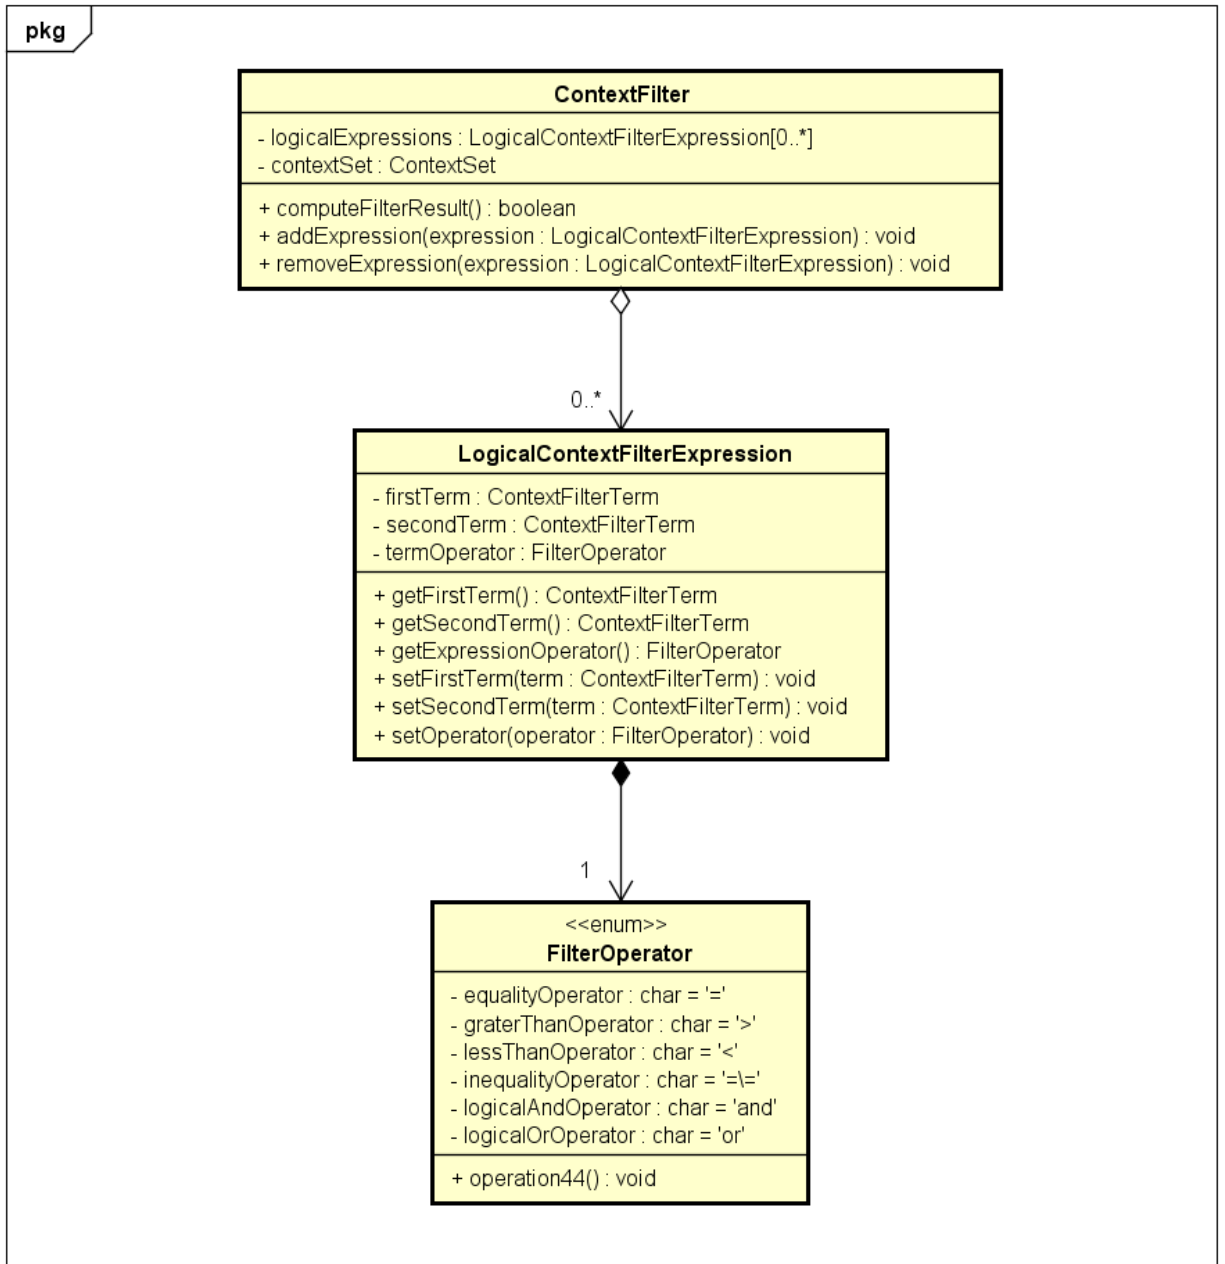 pkg
ContextFilter
- logicalExpressions : LogicalContextFilterExpression[0..*]
- contextSet : ContextSet
+ computeFilterResult() : boolean
+ addExpression(expression : LogicalContextFilterExpression) : void
+ removeExpression(expression : LogicalContextFilterExpression) : void
0..*
LogicalContextFilterExpression
- firstTerm : ContextFilterTerm
- secondTerm : ContextFilterTerm
- termOperator : FilterOperator
+ getFirstTerm() : ContextFilterTerm
+ getSecondTerm() : ContextFilterTerm
+ getExpressionOperator() : FilterOperator
+ setFirstTerm(term : ContextFilterTerm) : void
+ setSecondTerm(term : ContextFilterTerm) : void
+ setOperator(operator : FilterOperator) : void
1
<<enum>>
FilterOperator
- equalityOperator : char = '='
- graterThanOperator : char = '>'
- lessThanOperator : char = '<'
- inequalityOperator : char = '=\='
- logicalAndOperator : char = 'and'
- logicalOrOperator : char = 'or'
+ operation44() : void